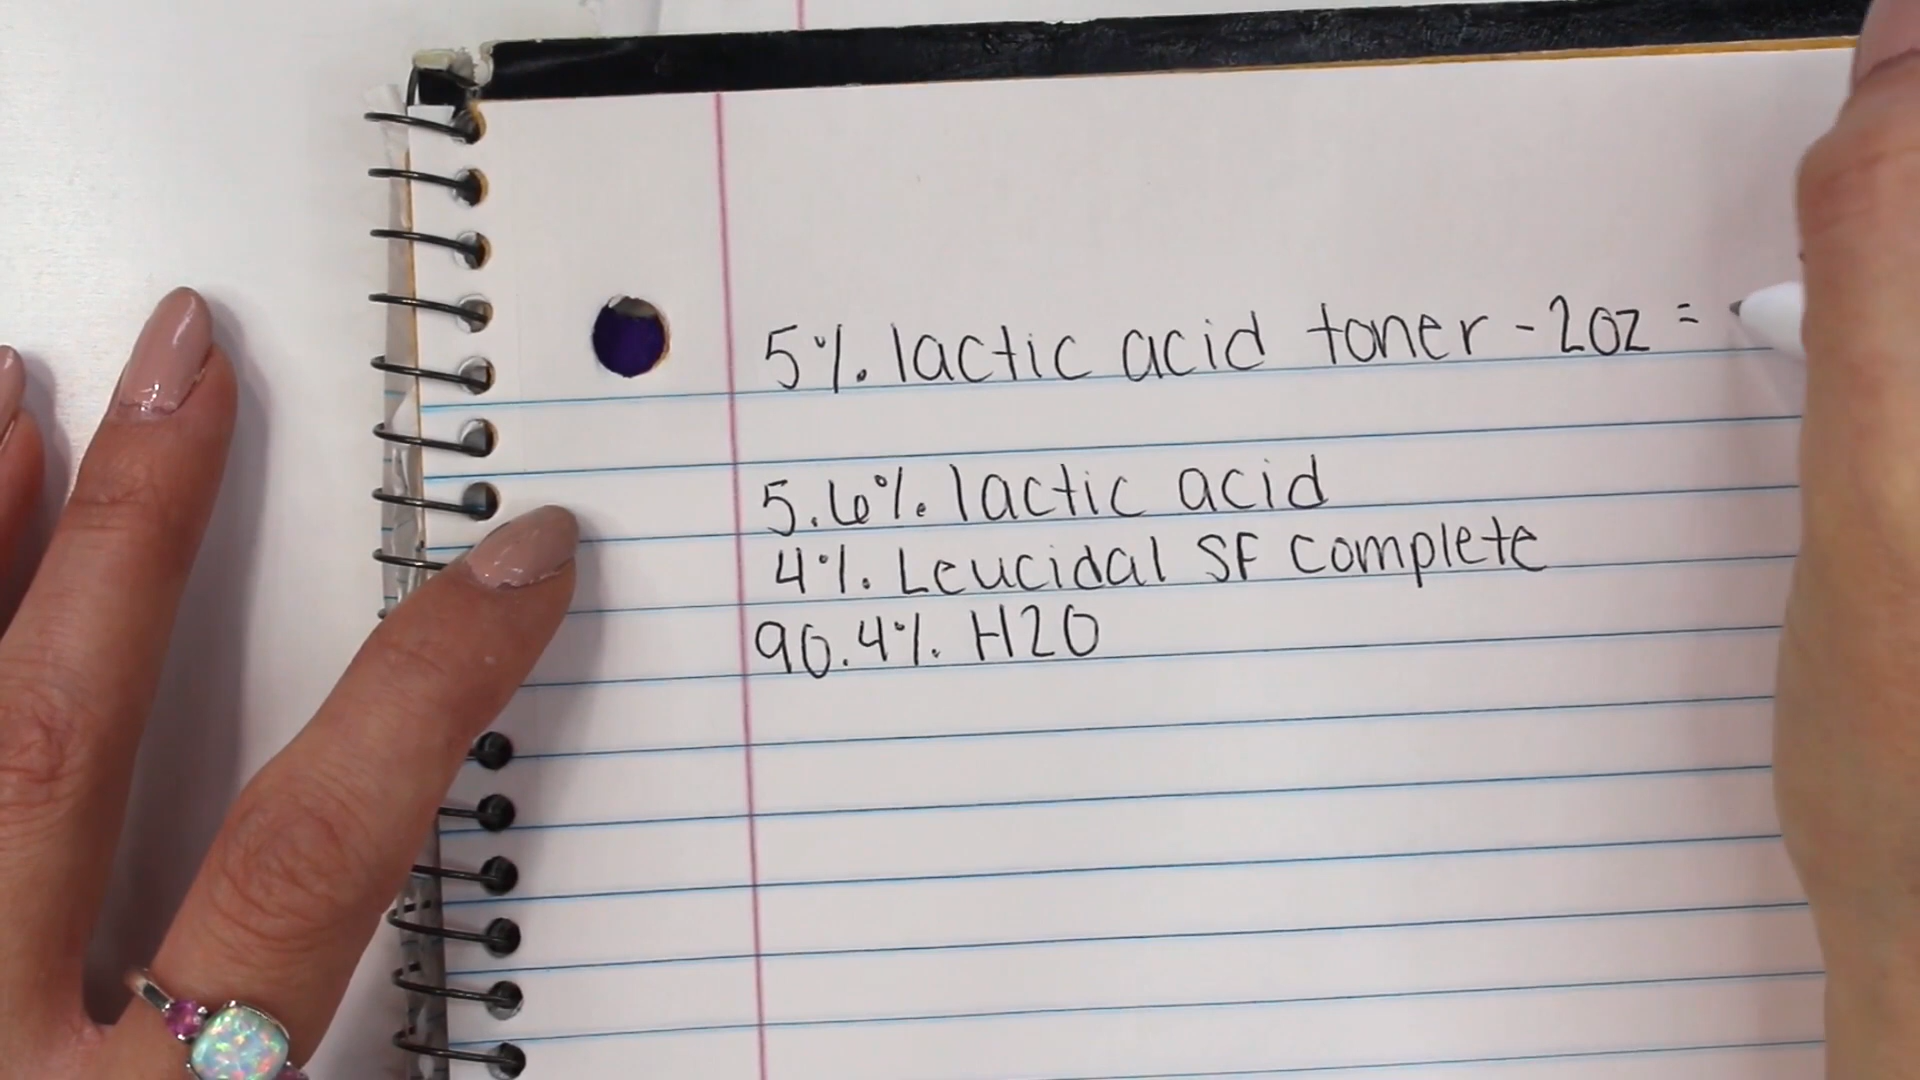 5% lactic acid toner - 2oz =
5.6% lactic acid
4% Leucidal SF Complete
90.4% H2O